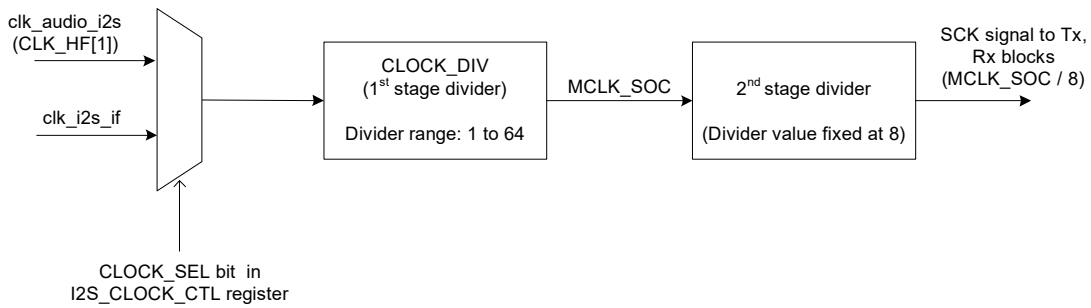 clk_audio_i2s
(CLK_HF[1])
clk_i2s_if
CLOCK_SEL bit in
I2S_CLOCK_CTL register
CLOCK_DIV
(1st stage divider)
Divider range: 1 to 64
MCLK_SOC
2nd stage divider
(Divider value fixed at 8)
SCK signal to Tx,
Rx blocks
(MCLK_SOC / 8)